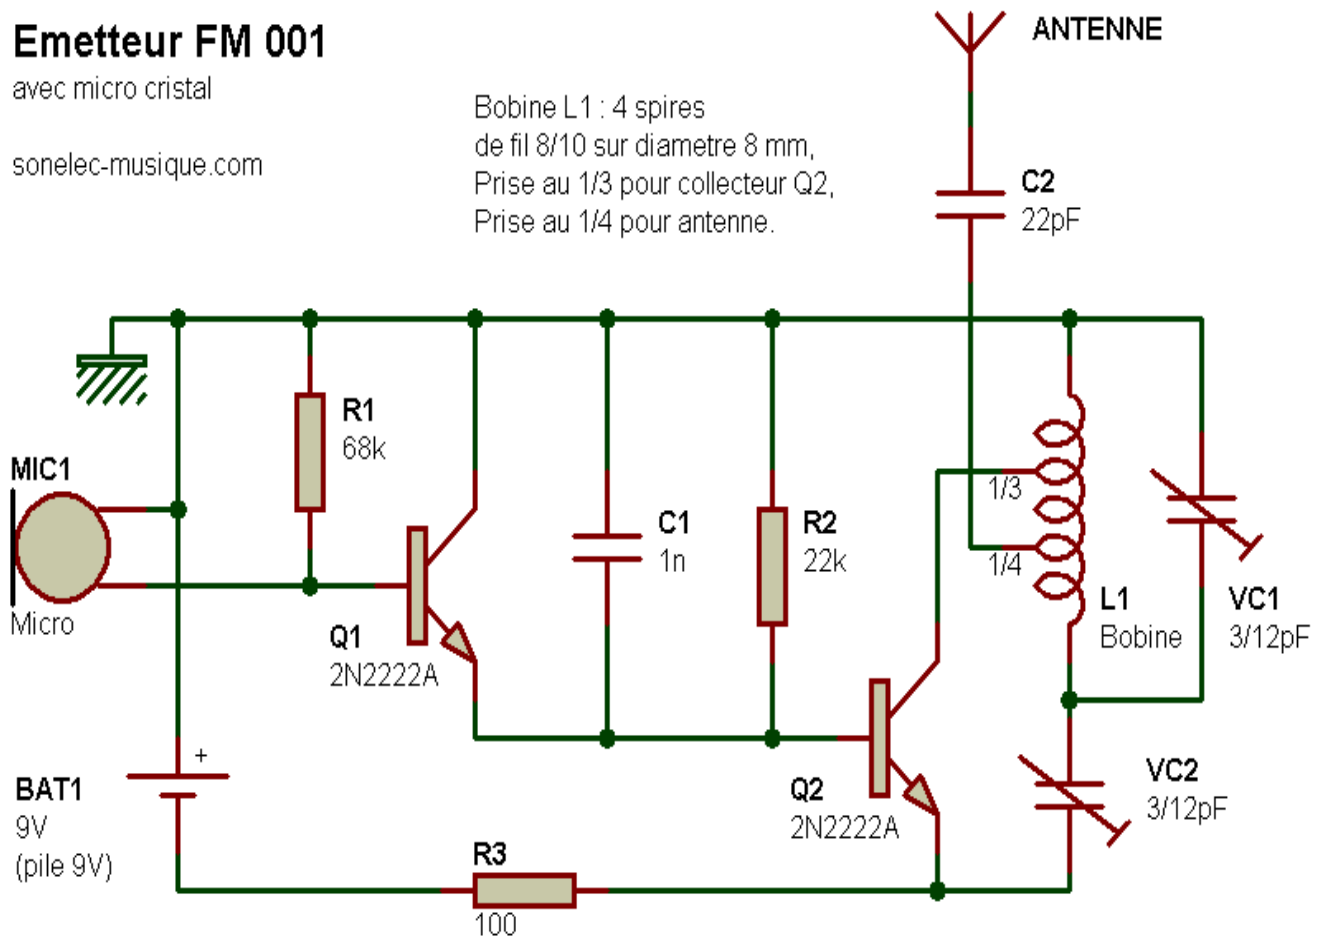 Emetteur FM 001
avec micro cristal
sonelec-musique.com
Bobine L1 : 4 spires
de fil 8/10 sur diametre 8 mm,
Prise au 1/3 pour collecteur Q2,
Prise au 1/4 pour antenne.
ANTENNE
C2
22pF
R1
68k
MIC1
Micro
Q1
2N2222A
C1
1n
R2
22k
1/3
1/4
L1
Bobine
VC1
3/12pF
+
BAT1
9V
(pile 9V)
R3
100
Q2
2N2222A
VC2
3/12pF